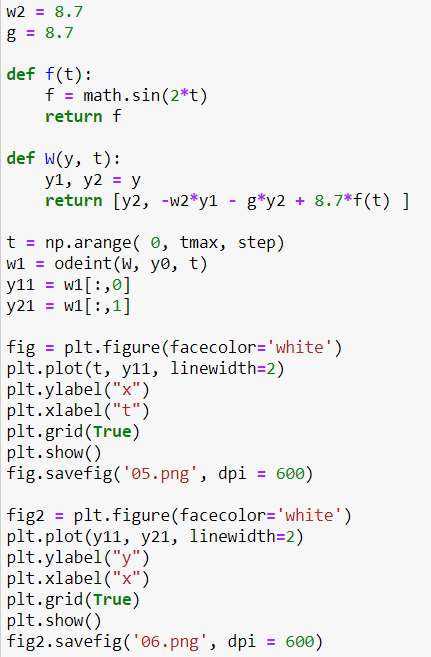 w2 = 8.7
g = 8.7
def f(t):
    f = math.sin(2*t)
    return f
def W(y, t):
    y1, y2 = y
    return [y2, -w2*y1 - g*y2 + 8.7*f(t) ]
t = np.arange( 0, tmax, step)
w1 = odeint(W, y0, t)
y11 = w1[:,0]
y21 = w1[:,1]
fig = plt.figure(facecolor='white')
plt.plot(t, y11, linewidth=2)
plt.ylabel("x")
plt.xlabel("t")
plt.grid(True)
plt.show()
fig.savefig('05.png', dpi = 600)
fig2 = plt.figure(facecolor='white')
plt.plot(y11, y21, linewidth=2)
plt.ylabel("y")
plt.xlabel("x")
plt.grid(True)
plt.show()
fig2.savefig('06.png', dpi = 600)